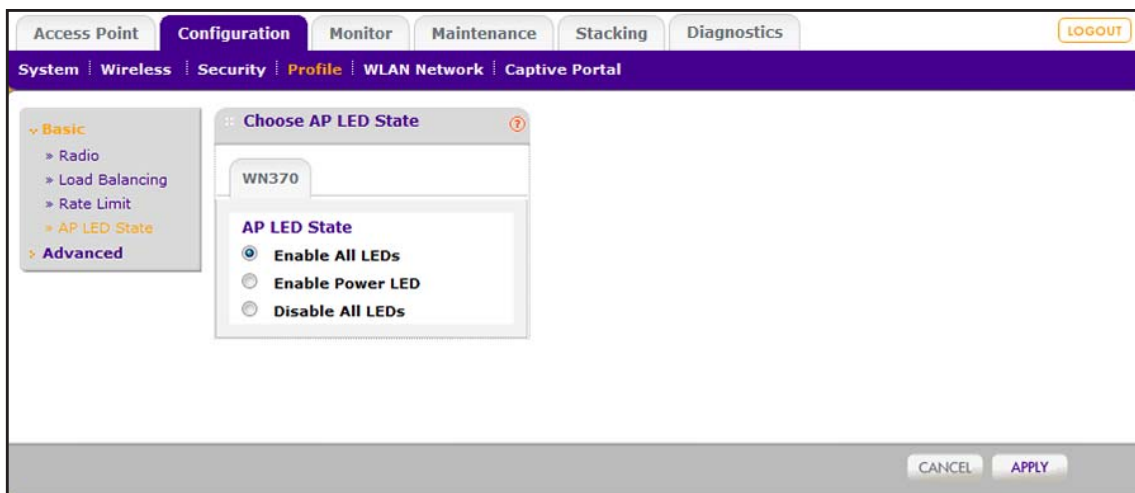 Access Point Configuration Monitor Maintenance Stacking Diagnostics LOGOUT
System Wireless Security Profile WLAN Network Captive Portal
Basic
» Radio
» Load Balancing
» Rate Limit
» AP LED State
Advanced
Choose AP LED State ?
WN370
AP LED State
Enable All LEDs
Enable Power LED
Disable All LEDs
CANCEL APPLY